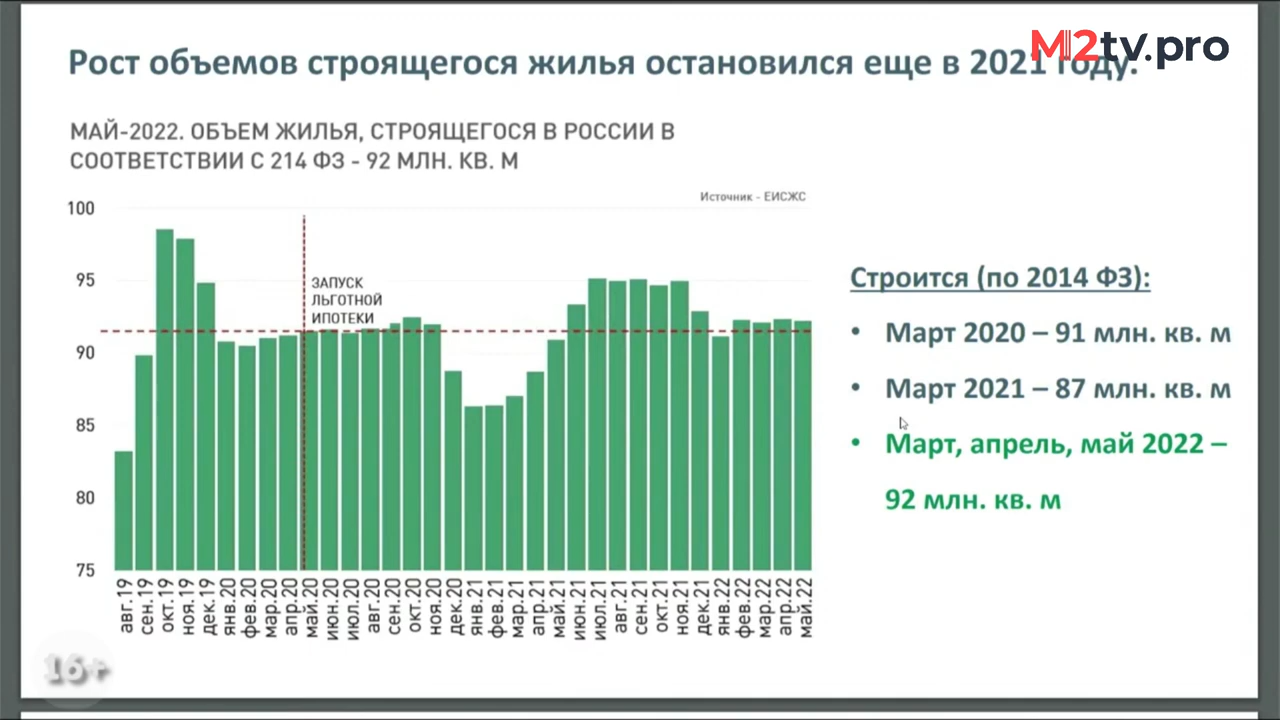 Рост объемов строящегося жилья остановился еще в 2021 году.
M2tv.pro
МАЙ-2022. ОБЪЕМ ЖИЛЬЯ, СТРОЯЩЕГОСЯ В РОССИИ В
СООТВЕТСТВИИ С 214 ФЗ - 92 МЛН. КВ. М
Источник - ЕИСЖС
100
95
90
85
80
75
ЗАПУСК
ЛЬГОТНОЙ
ИПОТЕКИ
авг.19
сен.19
окт.19
ноя.19
дек.19
янв.20
фев.20
мар.20
апр.20
май.20
июн.20
июл.20
авг.20
сен.20
окт.20
ноя.20
дек.20
янв.21
фев.21
мар.21
апр.21
май.21
июн.21
июл.21
авг.21
сен.21
окт.21
ноя.21
дек.21
янв.22
фев.22
мар.22
апр.22
май.22
Строится (по 2014 ФЗ):
• Март 2020 – 91 млн. кв. м
• Март 2021 – 87 млн. кв. м
• Март, апрель, май 2022 –
92 млн. кв. м
16+